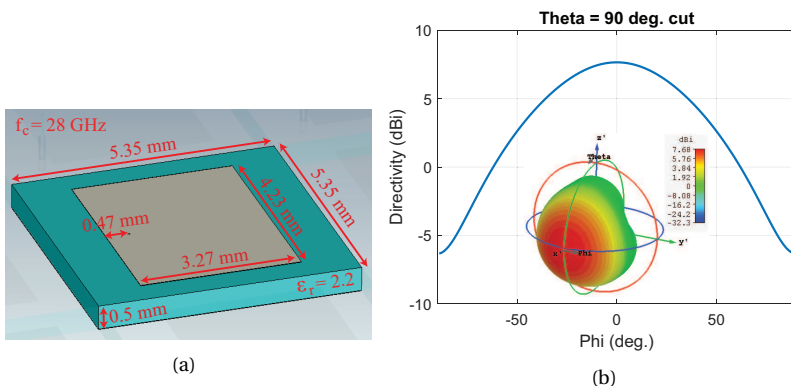 f_c = 28 GHz
5.35 mm
5.35 mm
4.23 mm
0.47 mm
3.27 mm
ε_r = 2.2
0.5 mm
(a)
Theta = 90 deg. cut
Directivity (dBi)
10
5
0
-5
-10
-50
0
50
Phi (deg.)
z'
Theta
x'
Phi
y'
dBi
7.68
5.76
3.84
1.92
0
-8.08
-16.2
-24.2
-32.3
(b)